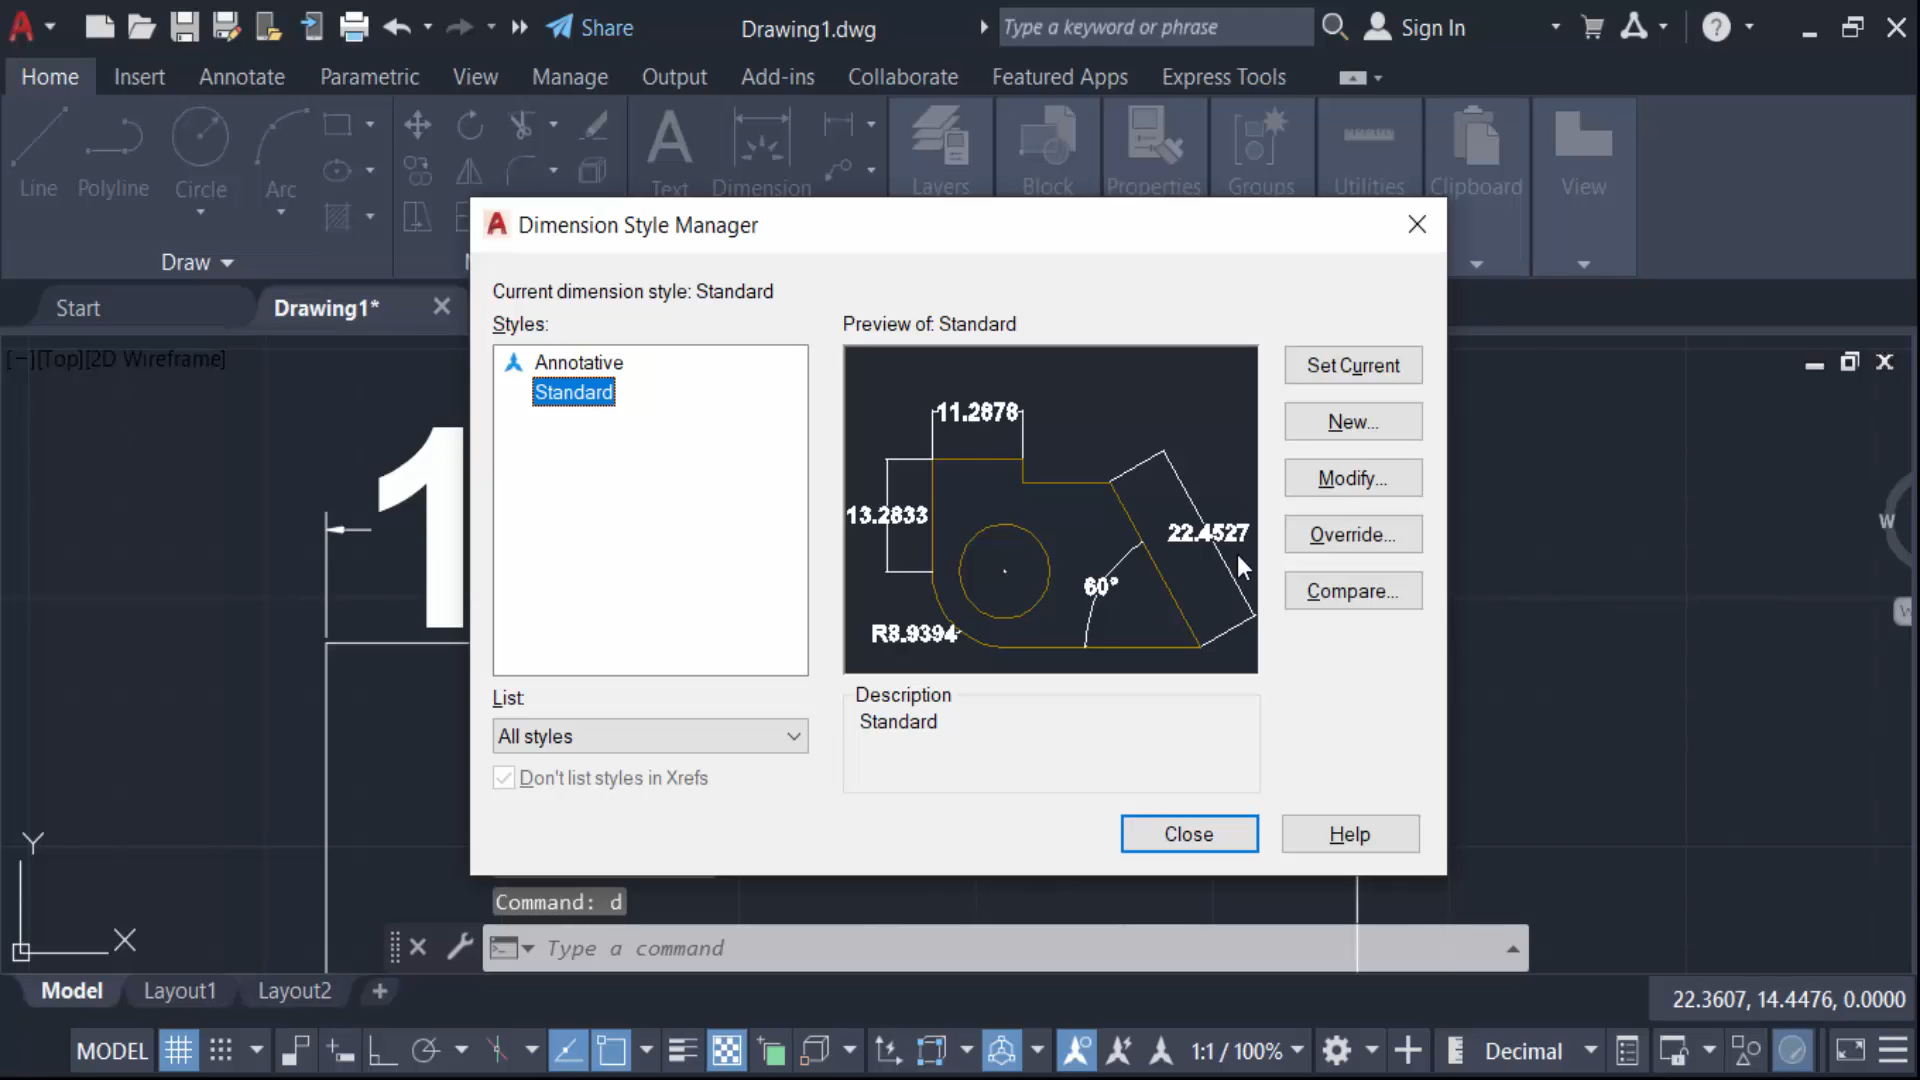 Share
Drawing1.dwg
Type a keyword or phrase
Sign In
Home Insert Annotate Parametric View Manage Output Add-ins Collaborate Featured Apps Express Tools
Line Polyline Circle Arc Text Dimension Layers Block Properties Groups Utilities Clipboard View
Draw
Start Drawing1*
[−][Top][2D Wireframe]
1
W
Dimension Style Manager
Current dimension style: Standard
Styles:
Annotative
Standard
Preview of: Standard
11.2878
13.2833
22.4527
60°
R8.9394
Set Current
New...
Modify...
Override...
Compare...
List:
All styles
Don't list styles in Xrefs
Description
Standard
Close
Help
Y
X
Command: d
Type a command
Model Layout1 Layout2 +
22.3607, 14.4476, 0.0000
MODEL 1:1 / 100% Decimal